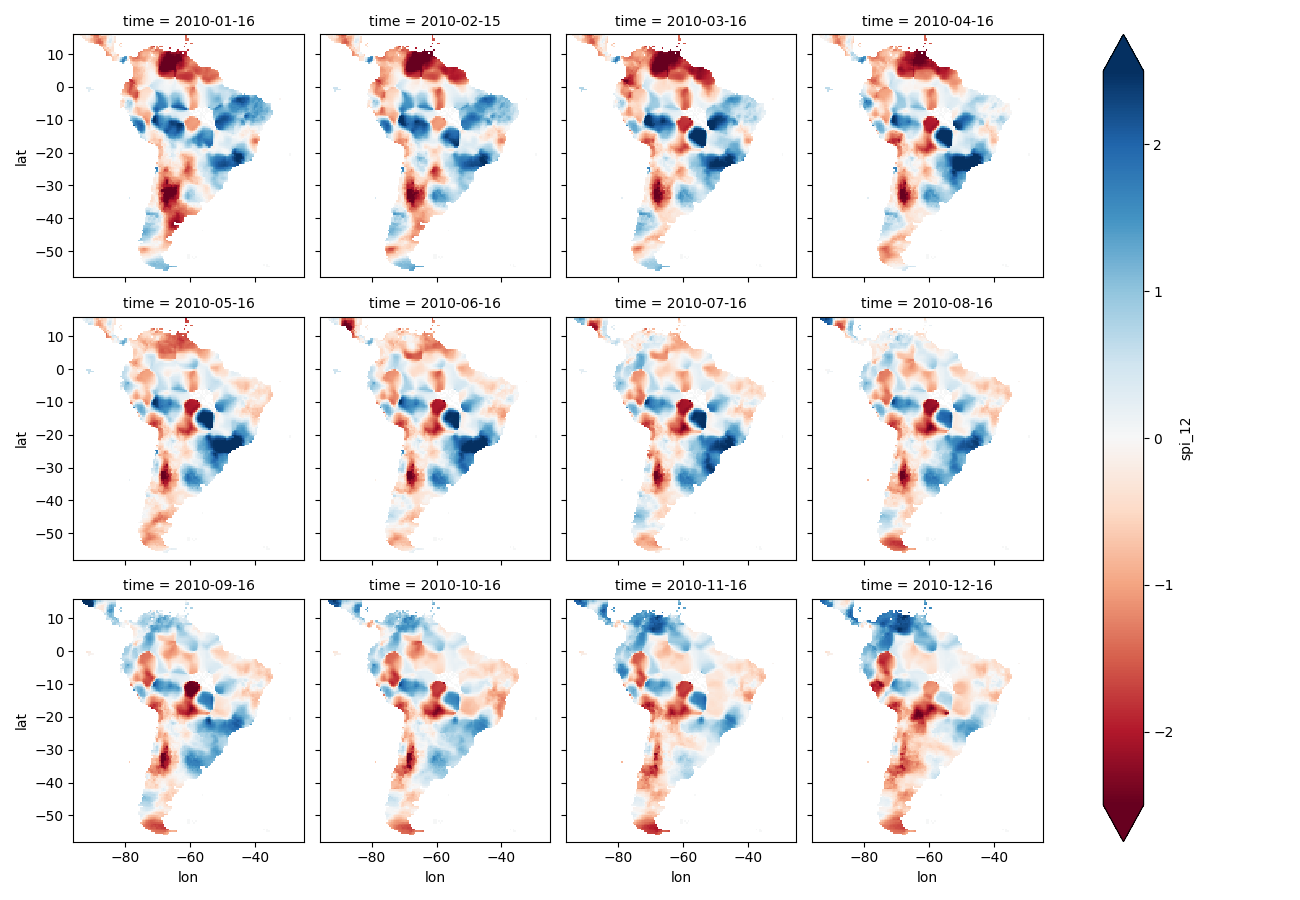 time = 2010-01-16
time = 2010-02-15
time = 2010-03-16
time = 2010-04-16
10
0
−10
−20
−30
−40
−50
lat
time = 2010-05-16
time = 2010-06-16
time = 2010-07-16
time = 2010-08-16
10
0
−10
−20
−30
−40
−50
lat
time = 2010-09-16
time = 2010-10-16
time = 2010-11-16
time = 2010-12-16
10
0
−10
−20
−30
−40
−50
lat
−80
−60
−40
lon
−80
−60
−40
lon
−80
−60
−40
lon
−80
−60
−40
lon
2
1
0
−1
−2
spi_12